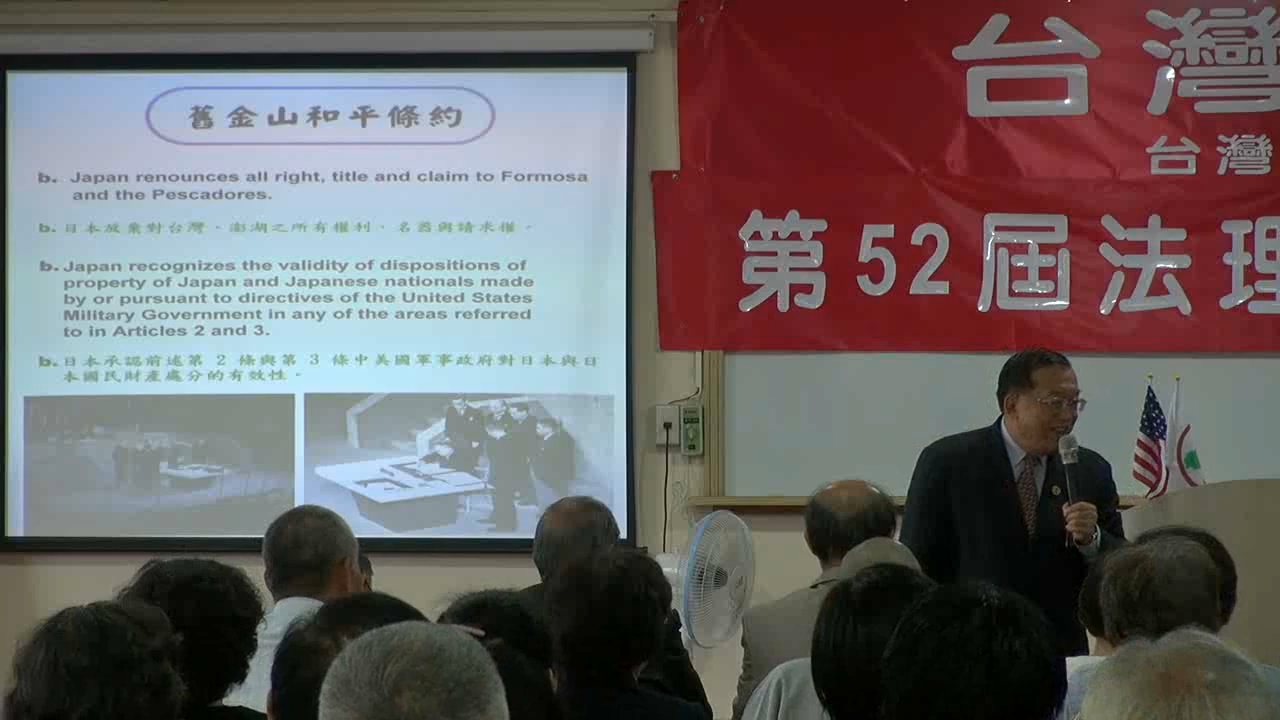 舊金山和平條約
b. Japan renounces all right, title and claim to Formosa
and the Pescadores.
b. 日本放棄對台灣、澎湖之所有權利、名器與請求權。
b. Japan recognizes the validity of dispositions of
property of Japan and Japanese nationals made
by or pursuant to directives of the United States
Military Government in any of the areas referred
to in Articles 2 and 3.
b. 日本承認前述第 2 條與第 3 條中美國軍事政府對日本與日
本國民財產處分的有效性。
台灣
台灣
第52屆法理